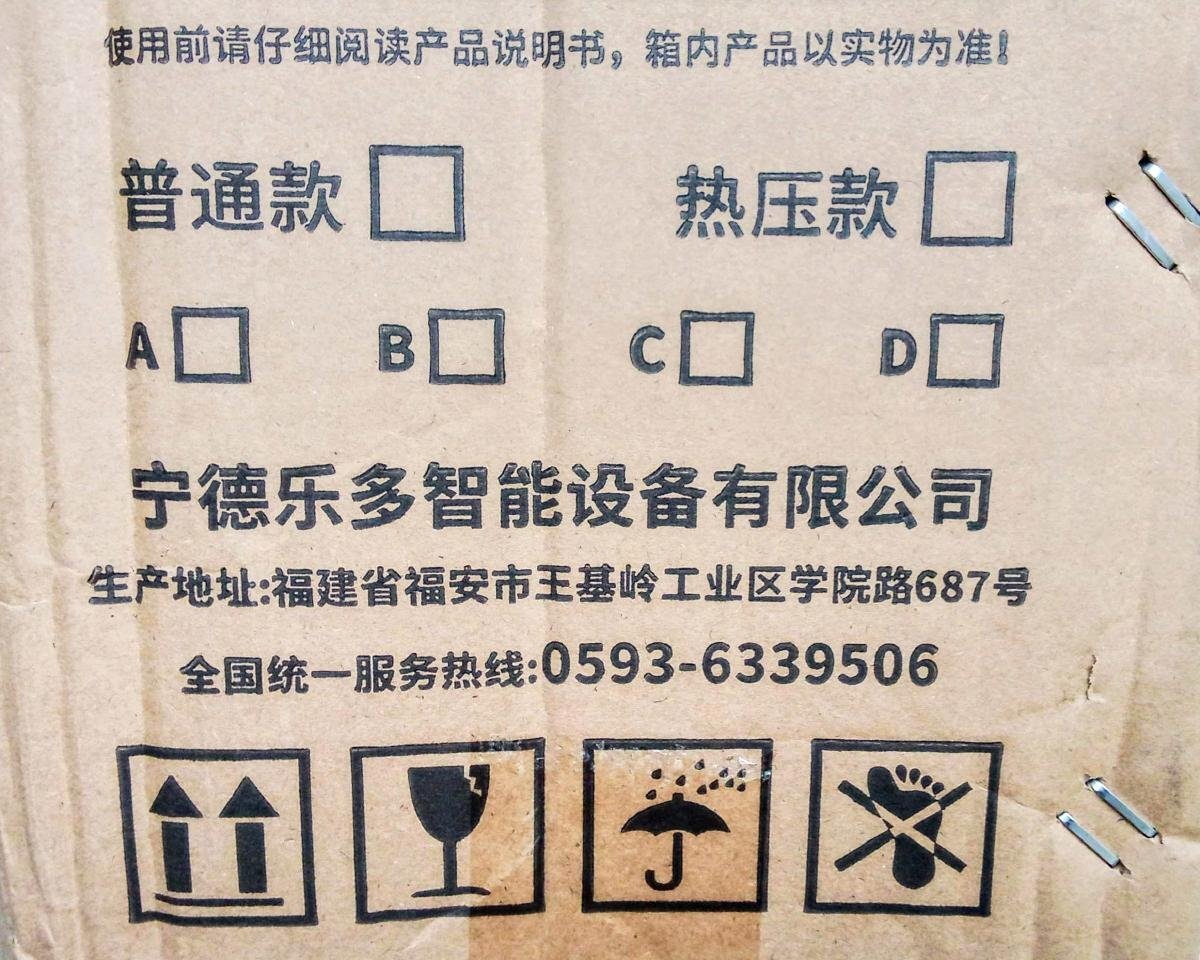 使用前请仔细阅读产品说明书，箱内产品以实物为准！
普通款 热压款
A B C D
宁德乐多智能设备有限公司
生产地址:福建省福安市王基岭工业区学院路687号
全国统一服务热线:0593-6339506